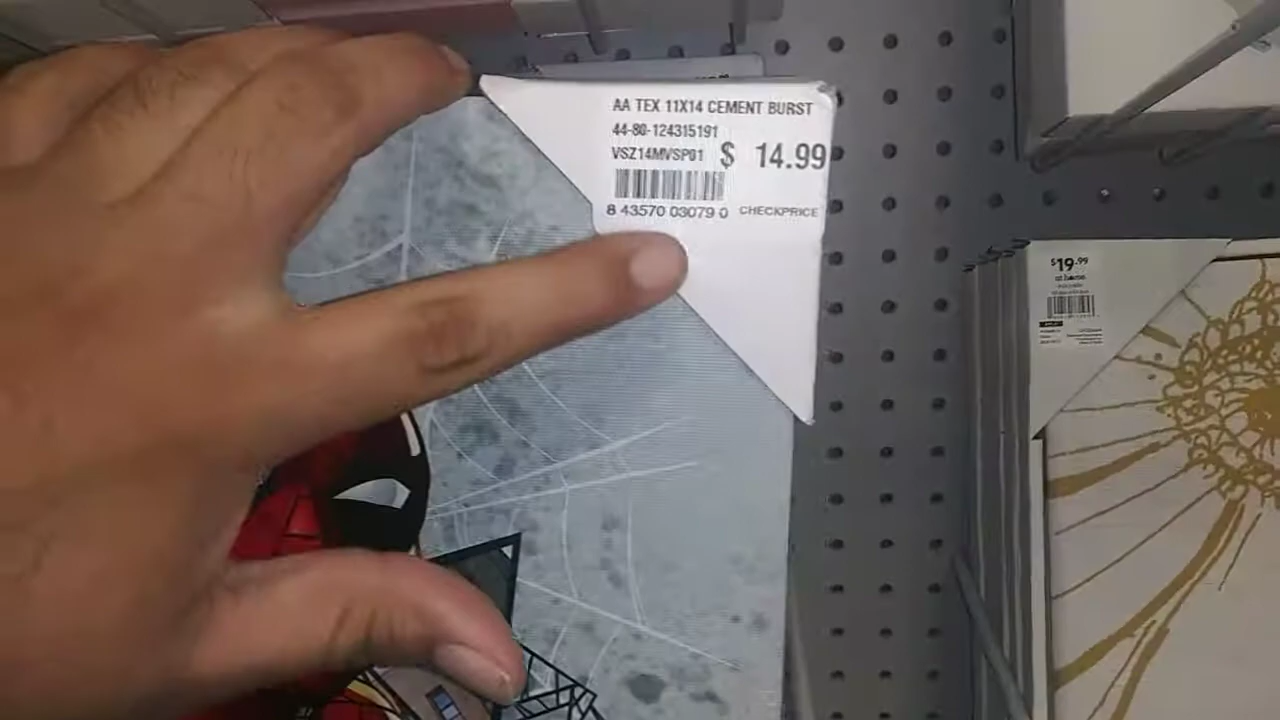 AA TEX 11X14 CEMENT BURST
44-80-124315191
VSZ14MVSP01 $ 14.99
8 43570 03079 0 CHECKPRICE
$19.99
at home